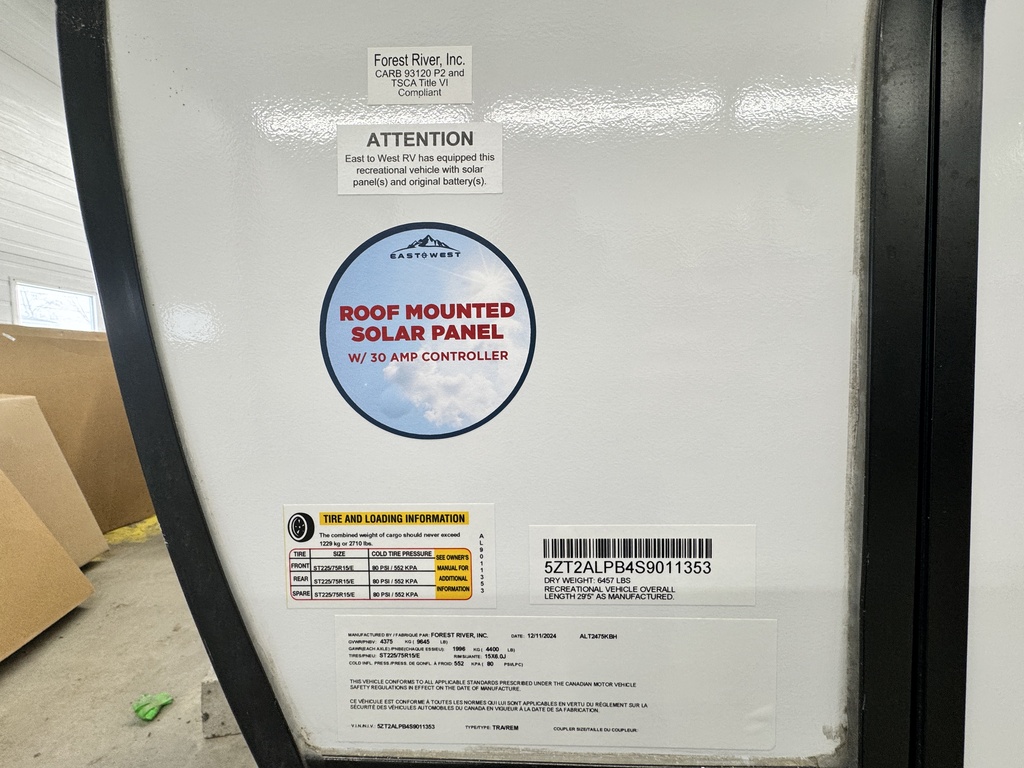 Forest River, Inc.
CARB 93120 P2 and
TSCA Title VI
Compliant
ATTENTION
East to West RV has equipped this
recreational vehicle with solar
panel(s) and original battery(s).
EAST TO WEST
ROOF MOUNTED
SOLAR PANEL
W/ 30 AMP CONTROLLER
TIRE AND LOADING INFORMATION
The combined weight of cargo should never exceed
1229 kg or 2710 lbs.
TIRE SIZE COLD TIRE PRESSURE SEE OWNER'S
FRONT ST225/75R15/E 80 PSI / 552 KPA MANUAL FOR
REAR ST225/75R15/E 80 PSI / 552 KPA ADDITIONAL
SPARE ST225/75R15/E 80 PSI / 552 KPA INFORMATION
AL9011353
5ZT2ALPB4S9011353
DRY WEIGHT: 6457 LBS
RECREATIONAL VEHICLE OVERALL
LENGTH 29'5" AS MANUFACTURED.
MANUFACTURED BY / FABRIQUE PAR: FOREST RIVER, INC. DATE: 12/11/2024 ALT2475KBH
GVWR/PNBV: 4375 KG ( 9645 LB)
GAWR(EACH AXLE) /PNBE(CHAQUE ESSIEU): 1996 KG ( 4400 LB)
TIRES/PNEU: ST225/75R15/E RIMS/JANTE: 15X6.0J
COLD INFL. PRESS./PRESS. DE GONFL. À FROID: 552 KPA ( 80 PSI/LPC)
THIS VEHICLE CONFORMS TO ALL APPLICABLE STANDARDS PRESCRIBED UNDER THE CANADIAN MOTOR VEHICLE
SAFETY REGULATIONS IN EFFECT ON THE DATE OF MANUFACTURE.
CE VÉHICULE EST CONFORME À TOUTES LES NORMES QUI LUI SONT APPLICABLES EN VERTU DU RÈGLEMENT SUR LA
SÉCURITÉ DES VÉHICULES AUTOMOBILES DU CANADA EN VIGUEUR À LA DATE DE SA FABRICATION.
V.I.N./N.I.V.: 5ZT2ALPB4S9011353 TYPE/TYPE: TRA/REM COUPLER SIZE/TAILLE DU COUPLEUR: